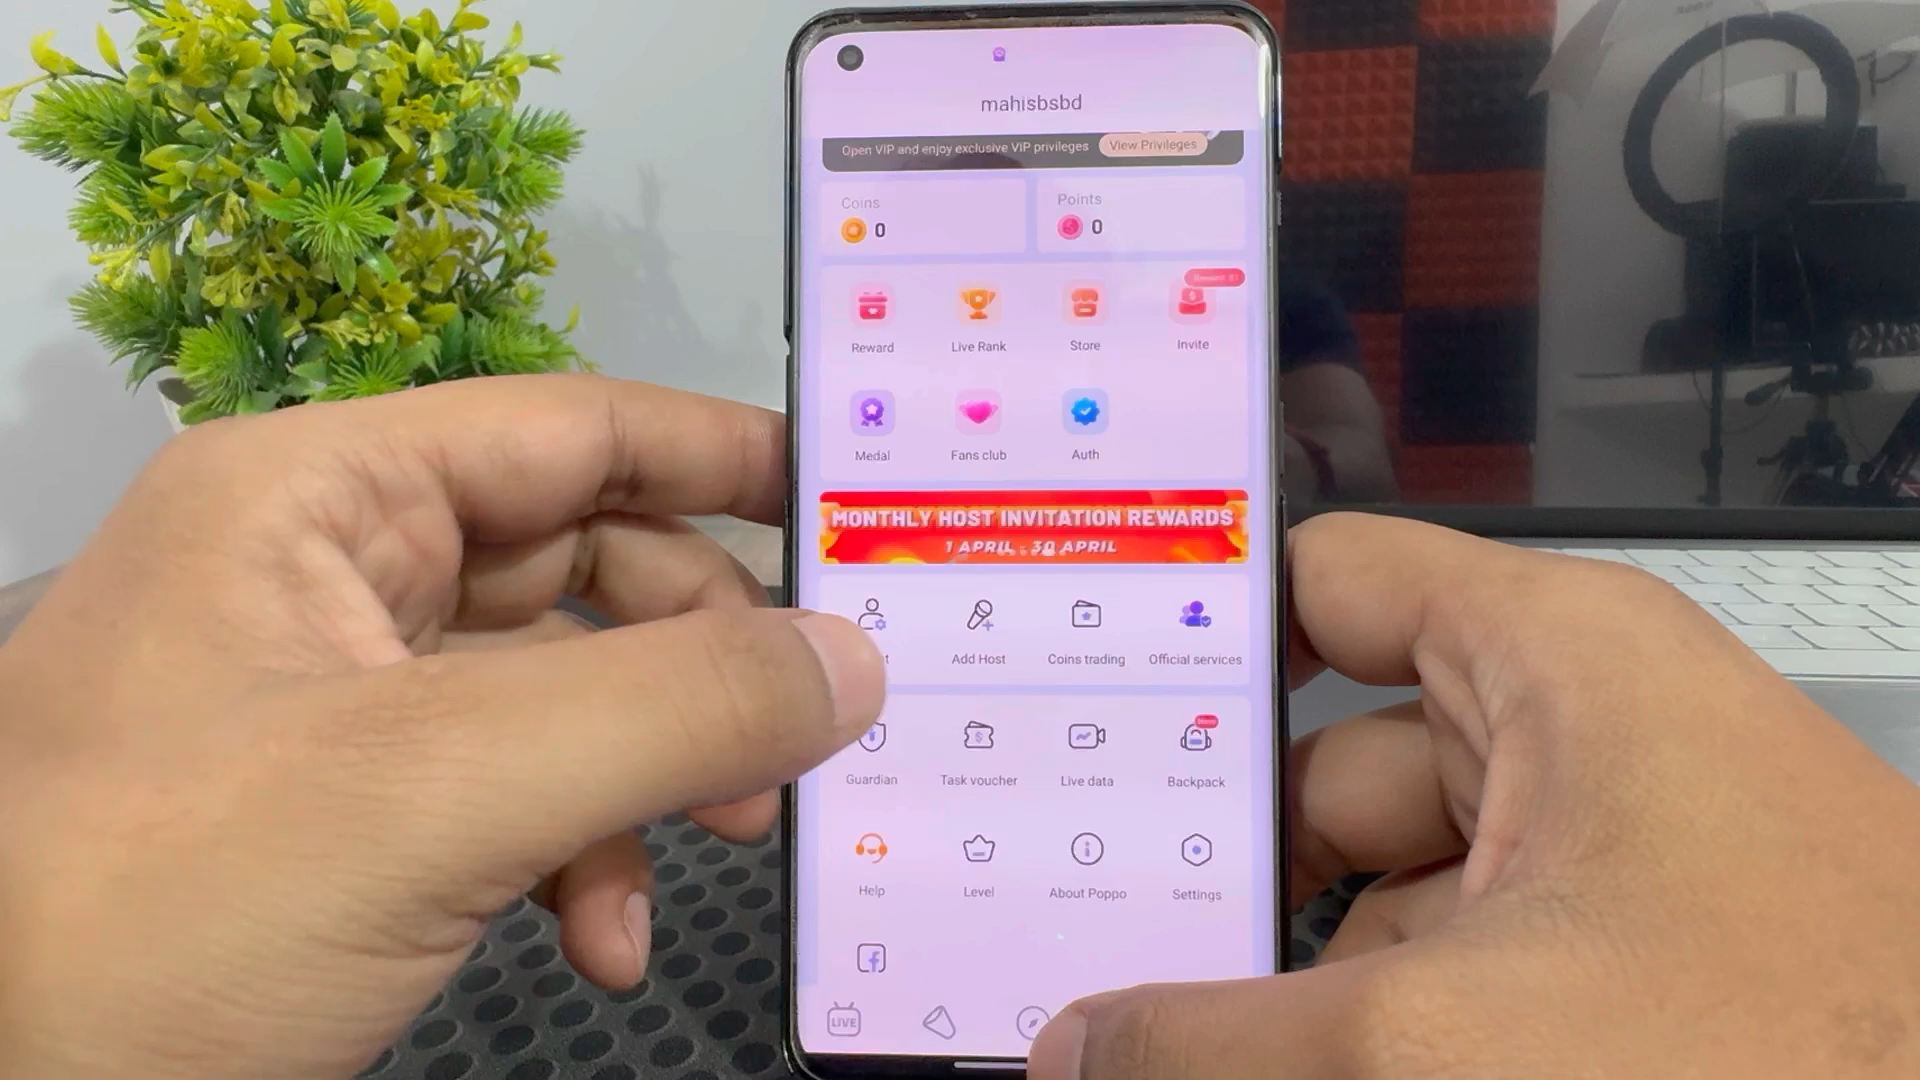 mahisbsbd
Open VIP and enjoy exclusive VIP privileges View Privileges
Coins
0
Points
0
Reward
Live Rank
Store
Invite
Medal
Fans club
Auth
MONTHLY HOST INVITATION REWARDS
1 APRIL - 30 APRIL
Add Host
Coins trading
Official services
Guardian
Task voucher
Live data
Backpack
Help
Level
About Poppo
Settings
LIVE